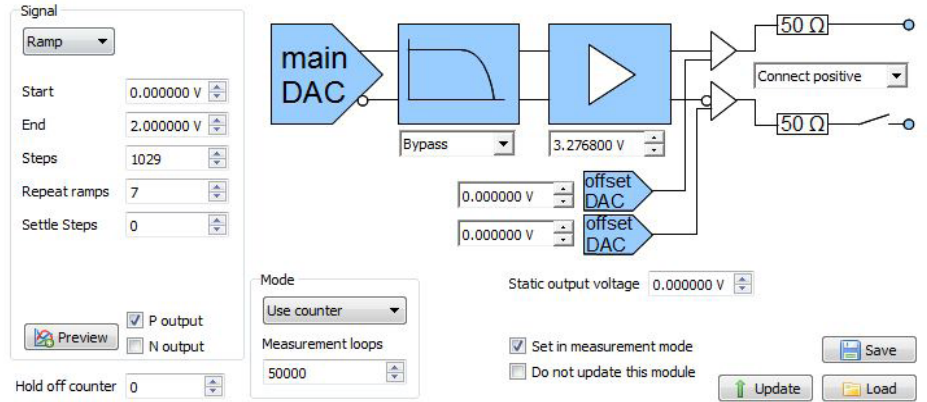 Signal
Ramp
Start 0.000000 V
End 2.000000 V
Steps 1029
Repeat ramps 7
Settle Steps 0
Preview
P output
N output
Hold off counter 0
main
DAC
Bypass
3.276800 V
50 Ω
Connect positive
50 Ω
0.000000 V
offset
DAC
0.000000 V
offset
DAC
Mode
Use counter
Measurement loops
50000
Static output voltage 0.000000 V
Set in measurement mode
Do not update this module
Save
Update
Load